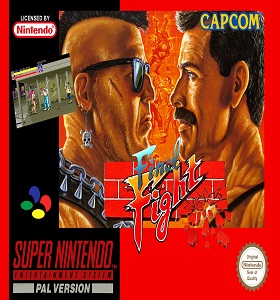 LICENSED BY
Nintendo
CAPCOM
Final
Fight
SUPER NINTENDO
ENTERTAINMENT SYSTEM
PAL VERSION
Original
Nintendo
Seal of
Quality